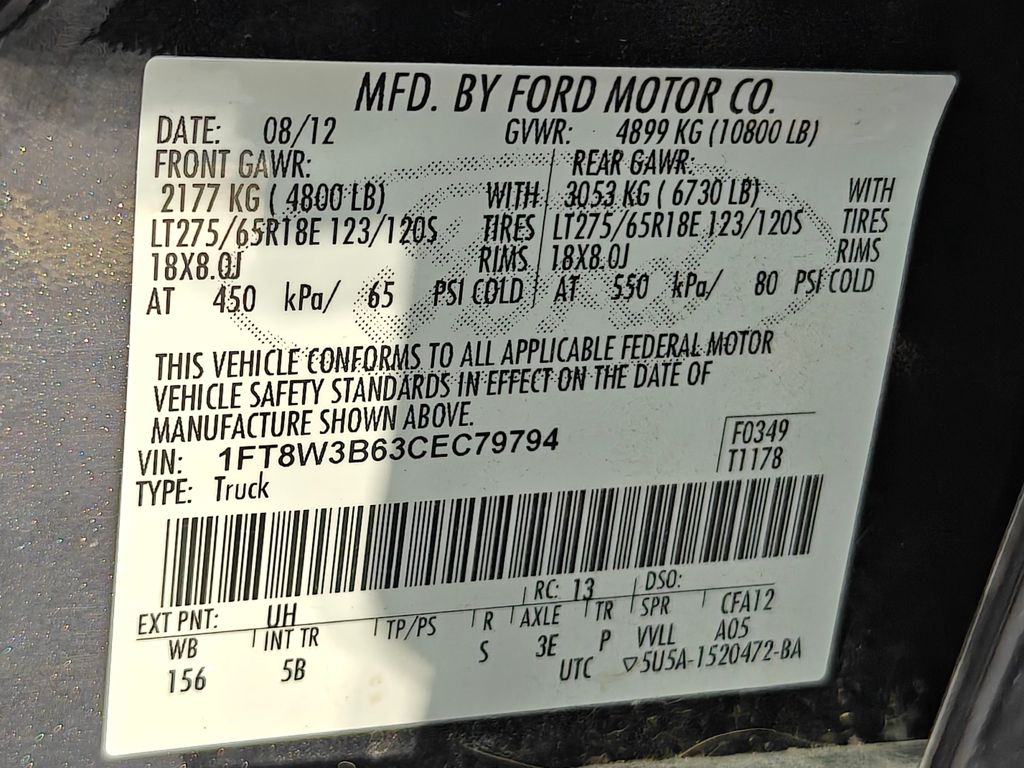 MFD. BY FORD MOTOR CO.
DATE: 08/12 GVWR: 4899 KG (10800 LB)
FRONT GAWR: REAR GAWR:
2177 KG ( 4800 LB) WITH 3053 KG ( 6730 LB) WITH
LT275/65R18E 123/120S TIRES LT275/65R18E 123/120S TIRES
18X8.0J RIMS 18X8.0J RIMS
AT 450 kPa/ 65 PSI COLD AT 550 kPa/ 80 PSI COLD
THIS VEHICLE CONFORMS TO ALL APPLICABLE FEDERAL MOTOR
VEHICLE SAFETY STANDARDS IN EFFECT ON THE DATE OF
MANUFACTURE SHOWN ABOVE.
VIN: 1FT8W3B63CEC79794 F0349
TYPE: Truck T1178
EXT PNT: UH RC: 13 DSO:
WB INT TR TP/PS R AXLE TR SPR CFA12
156 5B S 3E P VVLL A05
UTC ▽5U5A-1520472-BA